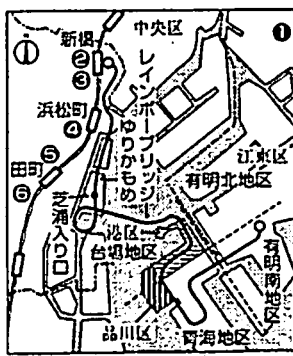 中央区
❶
新橋
②
③
レインボーブリッジ
ゆりかもめ
浜松町
④
江東区
有明北地区
田町
⑤
⑥
芝浦入り口
港区
台場地区
有明南地区
品川区
青海地区